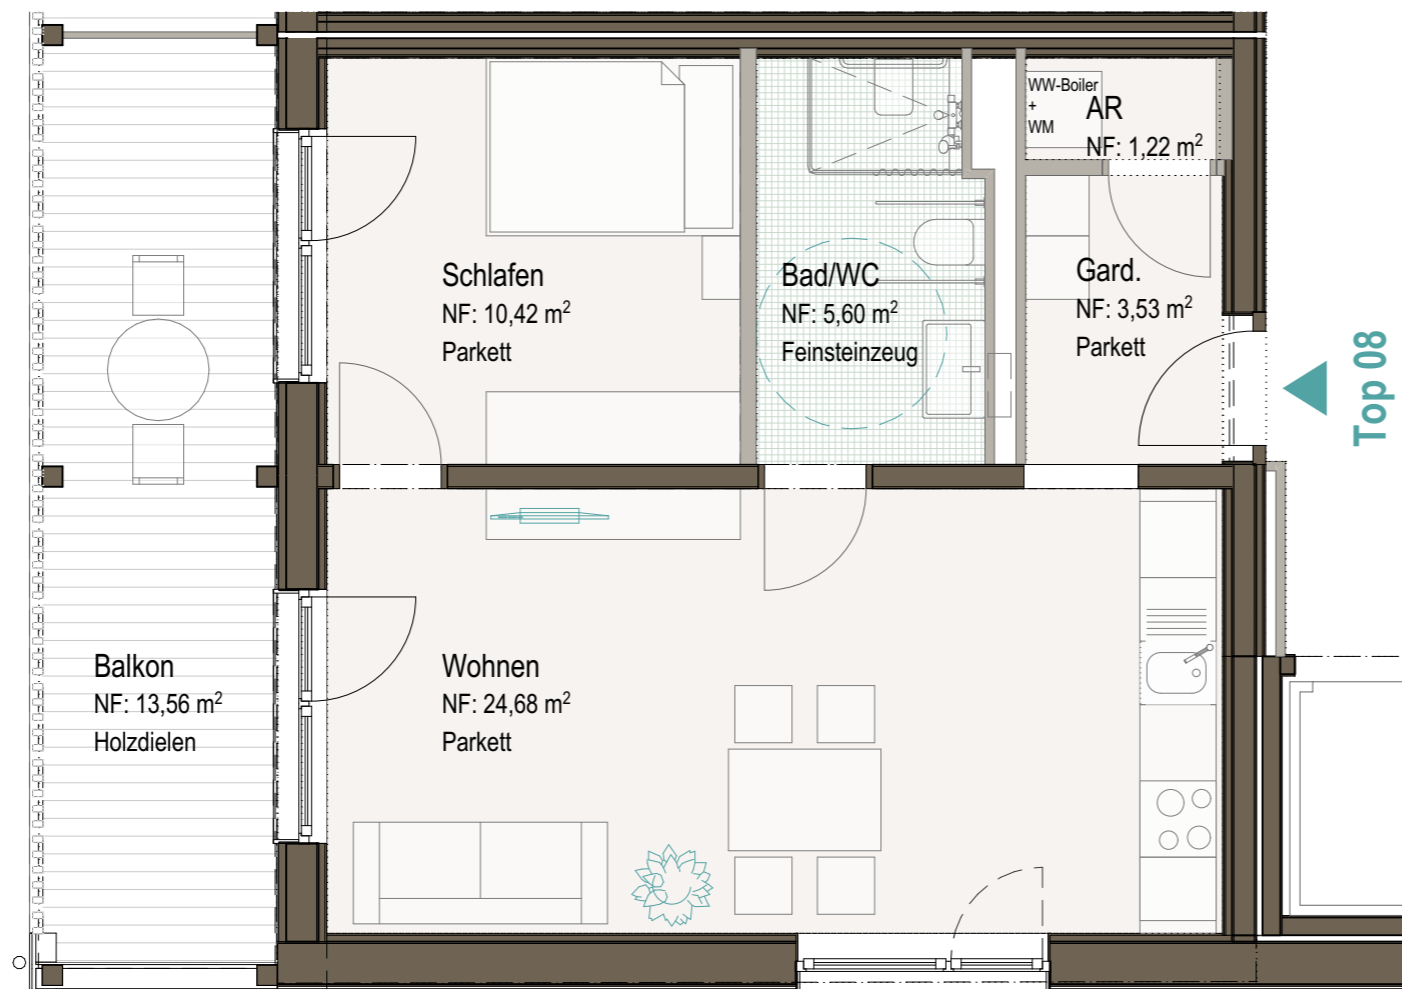 WW-Boiler
+
WM
AR
NF: 1,22 m²
Schlafen
NF: 10,42 m²
Parkett
Bad/WC
NF: 5,60 m²
Feinsteinzeug
Gard.
NF: 3,53 m²
Parkett
Top 08
Balkon
NF: 13,56 m²
Holzdielen
Wohnen
NF: 24,68 m²
Parkett